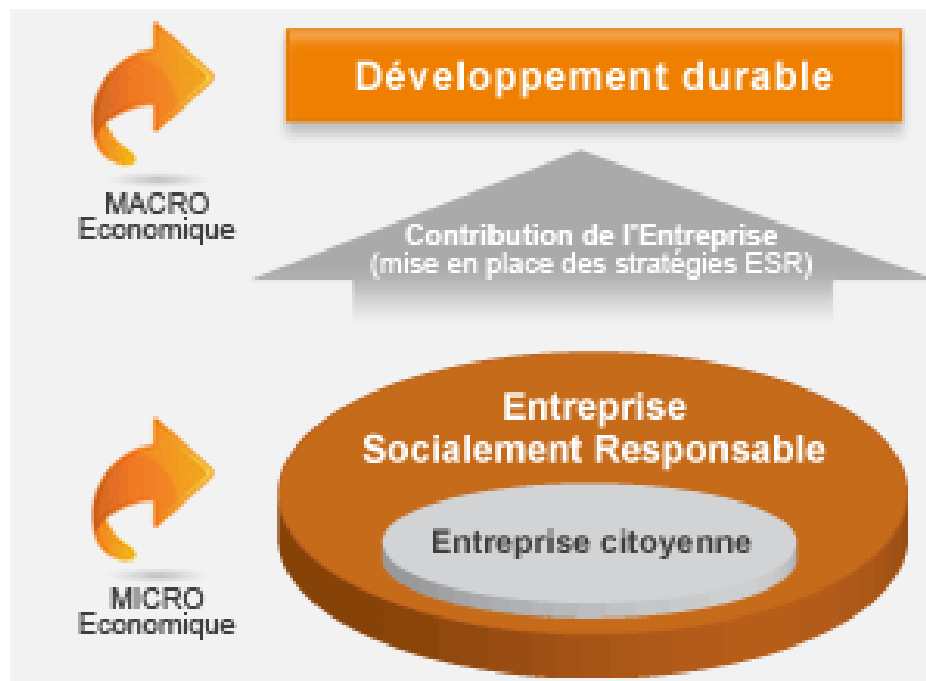 Développement durable
MACRO
Economique
Contribution de l'Entreprise
(mise en place des stratégies ESR)
Entreprise
Socialement Responsable
Entreprise citoyenne
MICRO
Economique